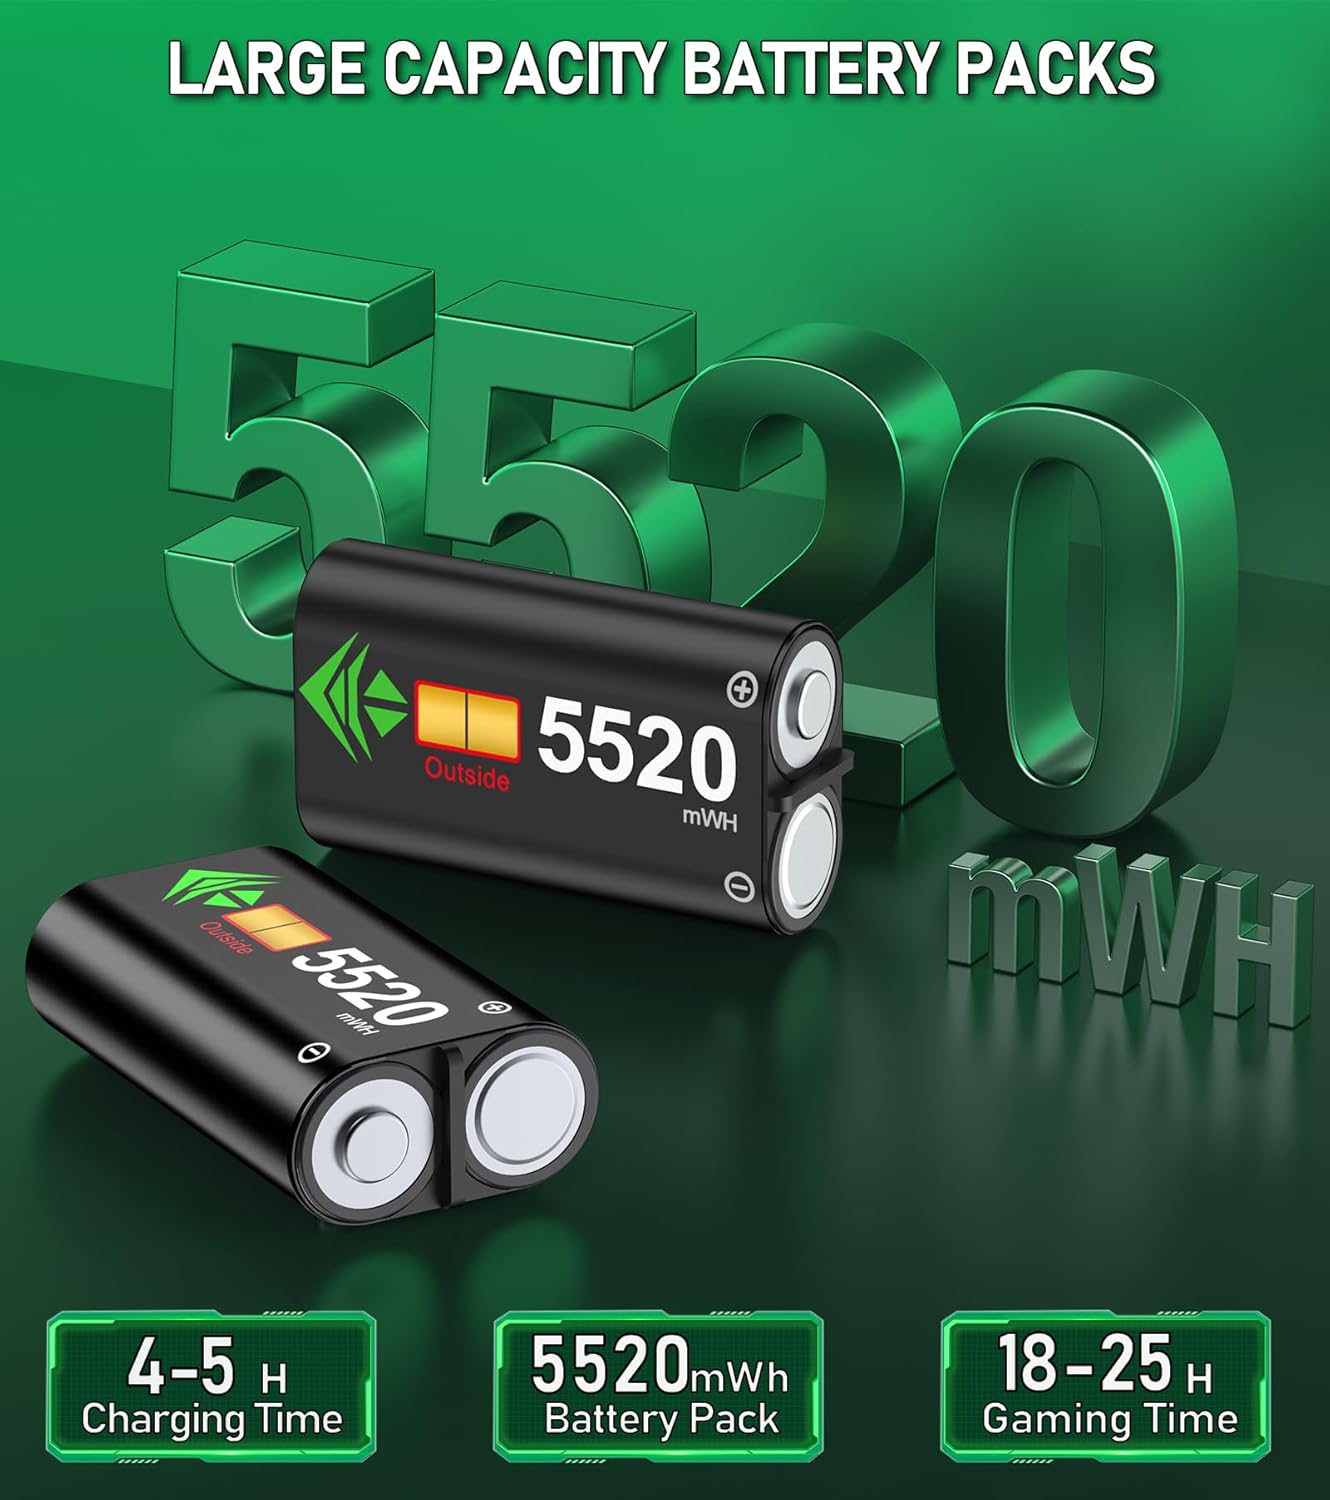 LARGE CAPACITY BATTERY PACKS
5520
mWH
Outside
5520
mWH
+
−
Outside
5520
mWH
+
−
4-5 H
Charging Time
5520mWh
Battery Pack
18-25 H
Gaming Time